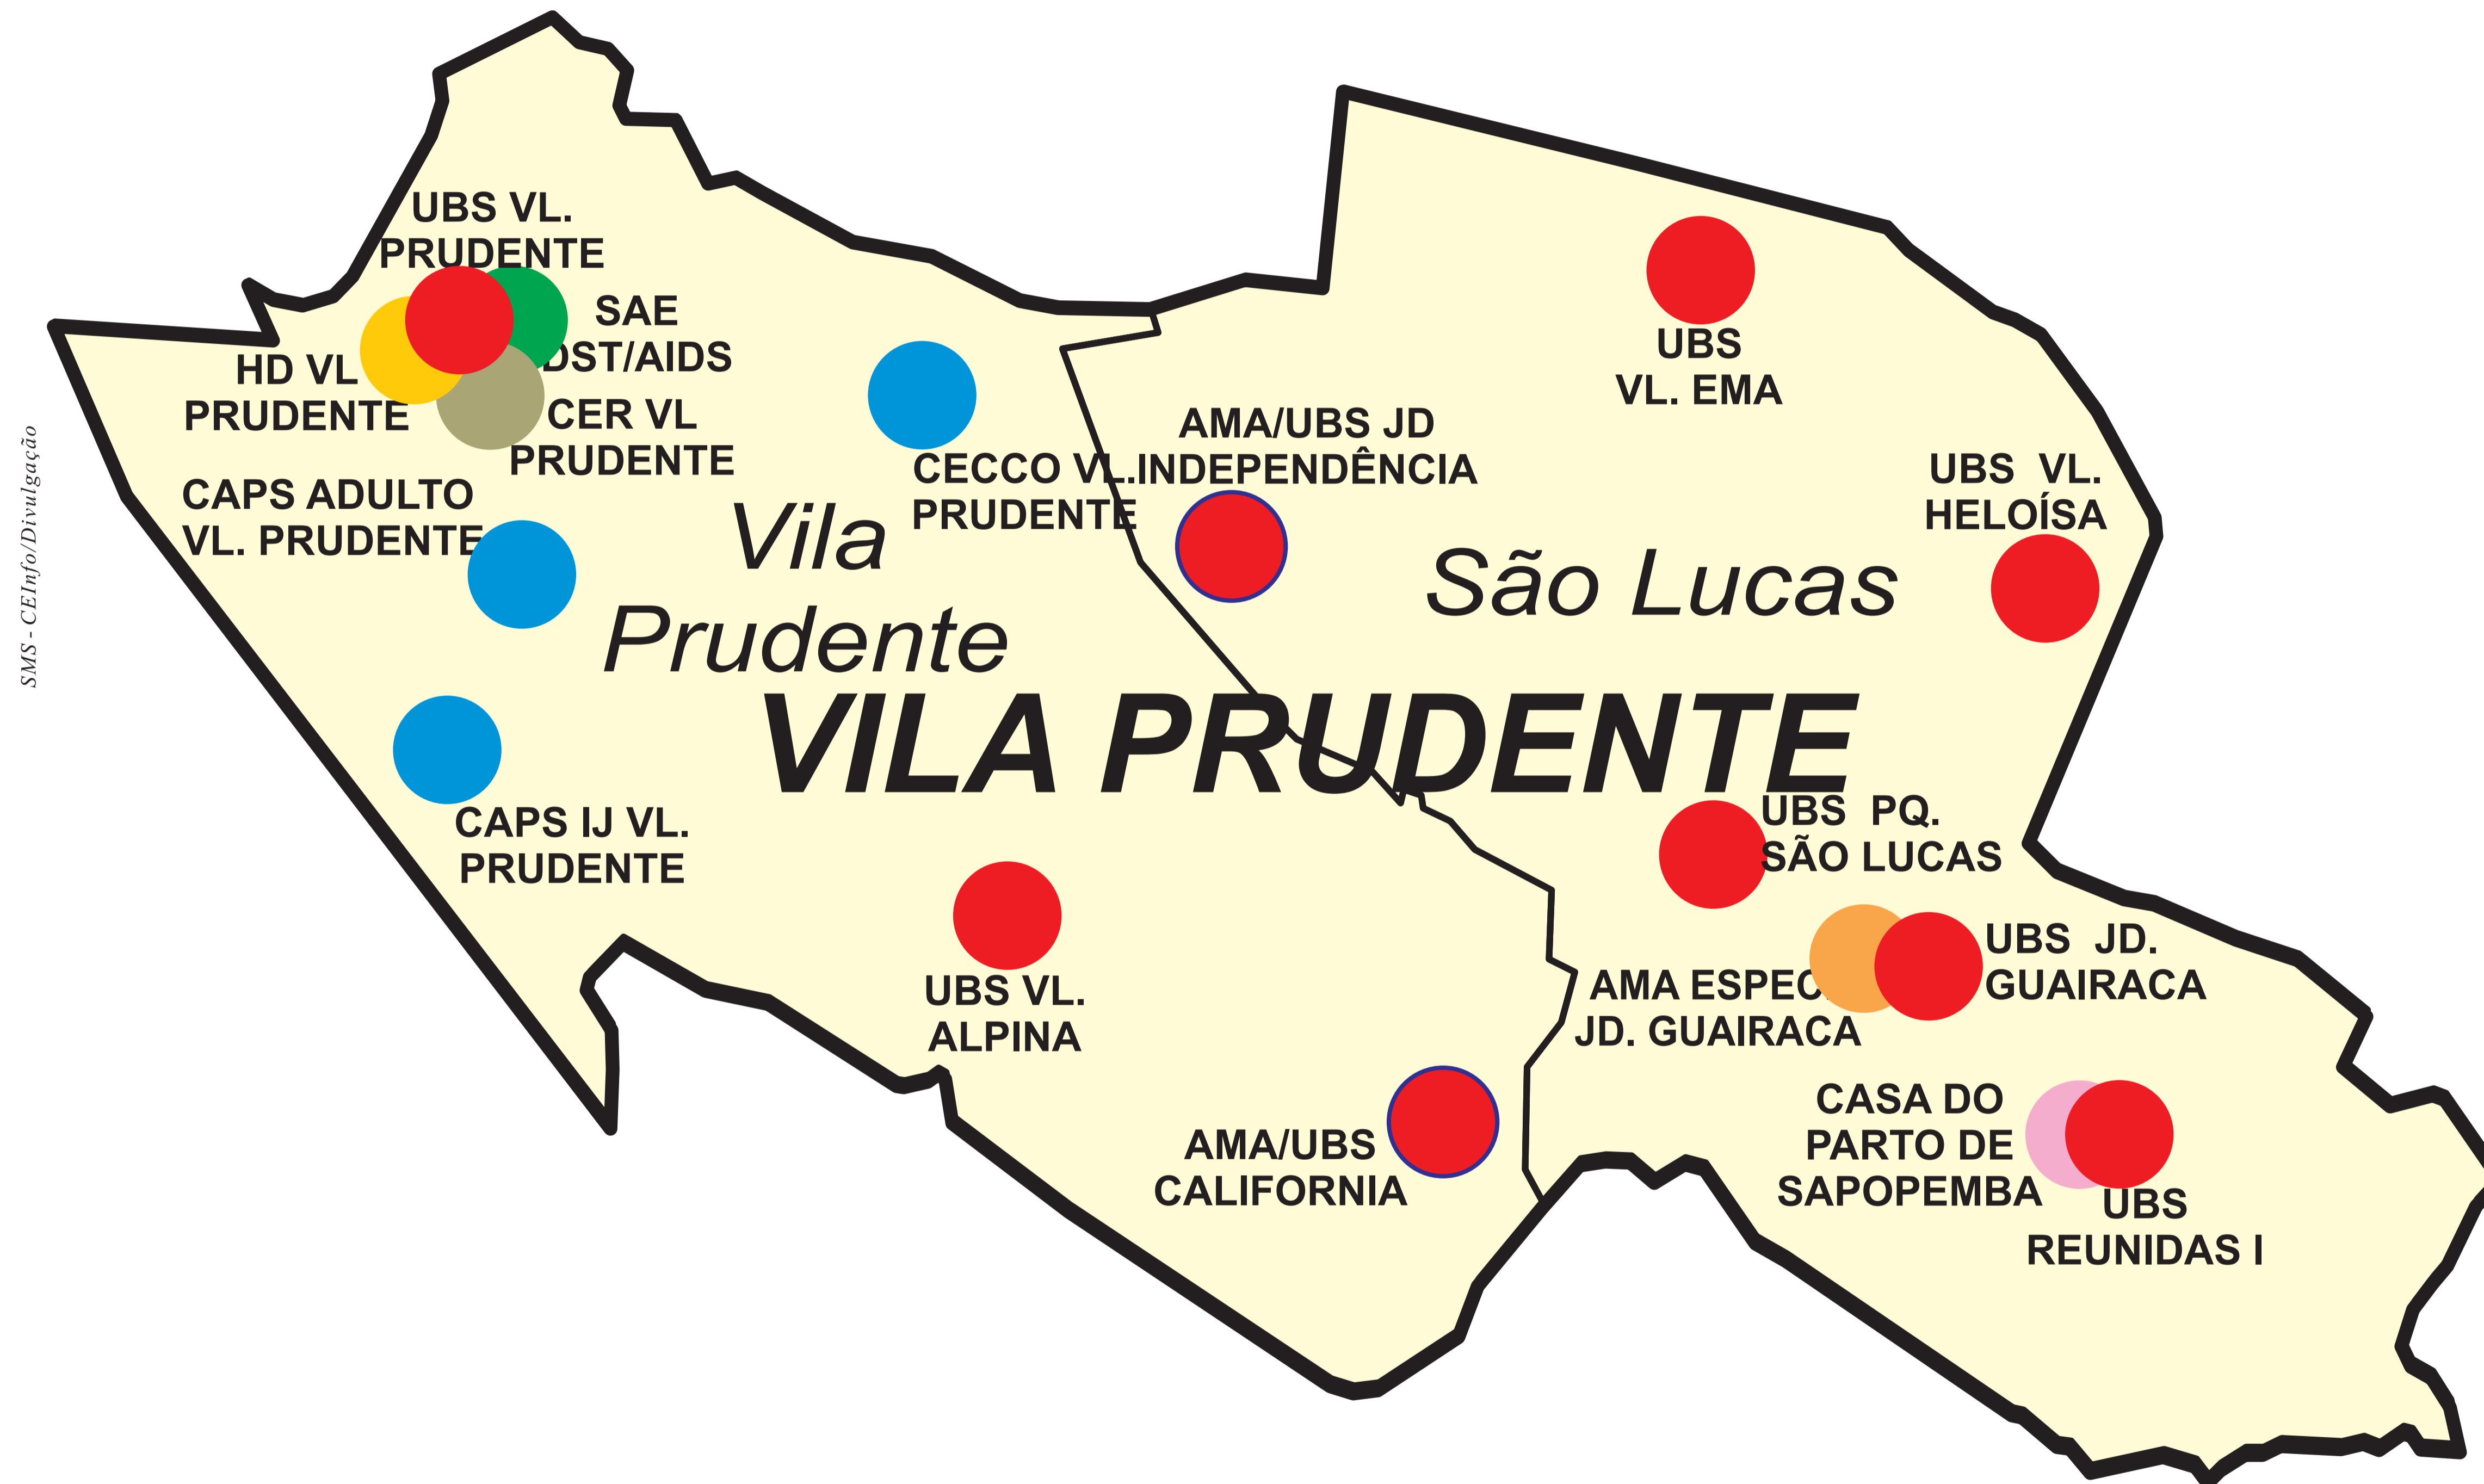 UBS VL.
PRUDENTE
SAE
DST/AIDS
HD VL
PRUDENTE
CER VL
PRUDENTE
CAPS ADULTO
VL. PRUDENTE
CECCO VL.
PRUDENTE
AMA/UBS JD
INDEPENDÊNCIA
UBS
VL. EMA
UBS VL.
HELOÍSA
Vila
Prudente
São Lucas
VILA PRUDENTE
CAPS IJ VL.
PRUDENTE
UBS PQ.
SÃO LUCAS
UBS VL.
ALPINA
AMA ESPEC.
JD. GUAIRACA
UBS JD.
GUAIRACA
AMA/UBS
CALIFORNIA
CASA DO
PARTO DE
SAPOPEMBA
UBS
REUNIDAS I
SMS - CEInfo/Divulgação